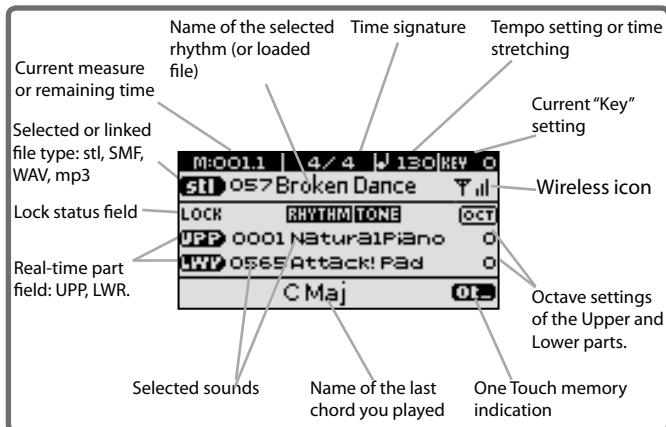 Name of the selected
rhythm (or loaded
file)
Time signature
Tempo setting or time
stretching
Current measure
or remaining time
Current “Key”
setting
Selected or linked
file type: stl, SMF,
WAV, mp3
M:001.1 | 4/4 | ♩ 130 | KEY 0
stl 057 Broken Dance
Wireless icon
Lock status field
LOCK RHYTHM TONE OCT
UPP 0001 NaturalPiano 0
LWR 0565 Attack! Pad 0
Real-time part
field: UPP, LWR.
C Maj
Octave settings
of the Upper and
Lower parts.
Selected sounds
Name of the last
chord you played
One Touch memory
indication